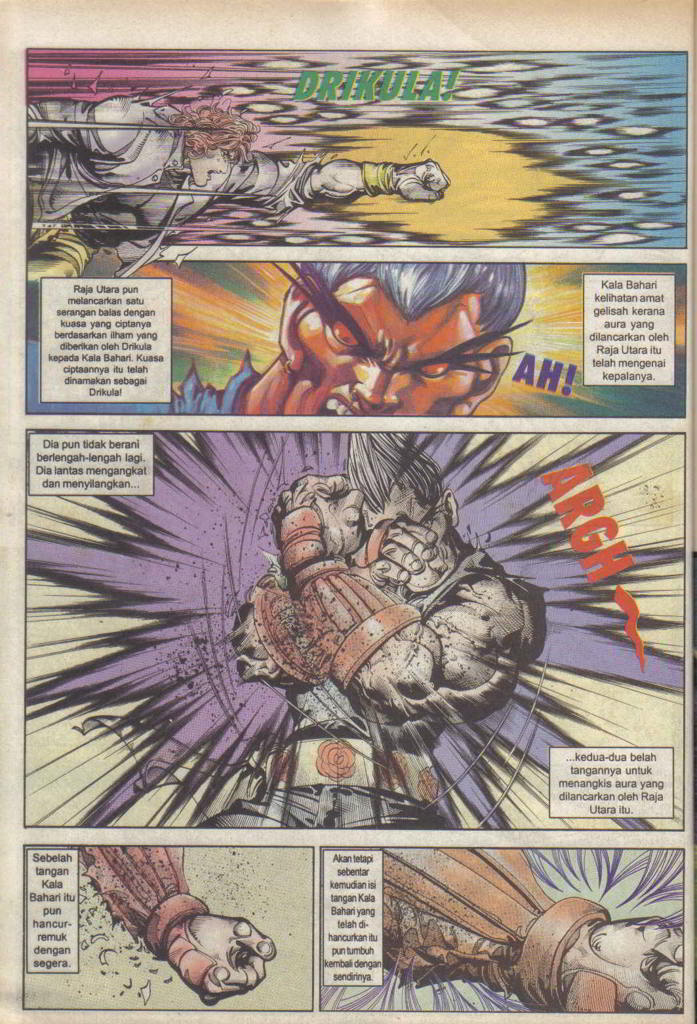 DRIKULA!
Raja Utara pun
melancarkan satu
serangan balas dengan
kuasa yang ciptanya
berdasarkan ilham yang
diberikan oleh Drikula
kepada Kala Bahari. Kuasa
ciptaannya itu telah
dinamakan sebagai
Drikula!
AH!
Kala Bahari
kelihatan amat
gelisah kerana
aura yang
dilancarkan oleh
Raja Utara itu
telah mengenai
kepalanya.
Dia pun tidak berani
berlengah-lengah lagi.
Dia lantas mengangkat
dan menyilangkan...
ARGH
...kedua-dua belah
tangannya untuk
menangkis aura yang
dilancarkan oleh Raja
Utara itu.
Sebelah
tangan
Kala
Bahari itu
pun
hancur-
remuk
dengan
segera.
Akan tetapi
sebentar
kemudian isi
tangan Kala
Bahari yang
telah di-
hancurkan itu
pun tumbuh
kembali dengan
sendirinya.